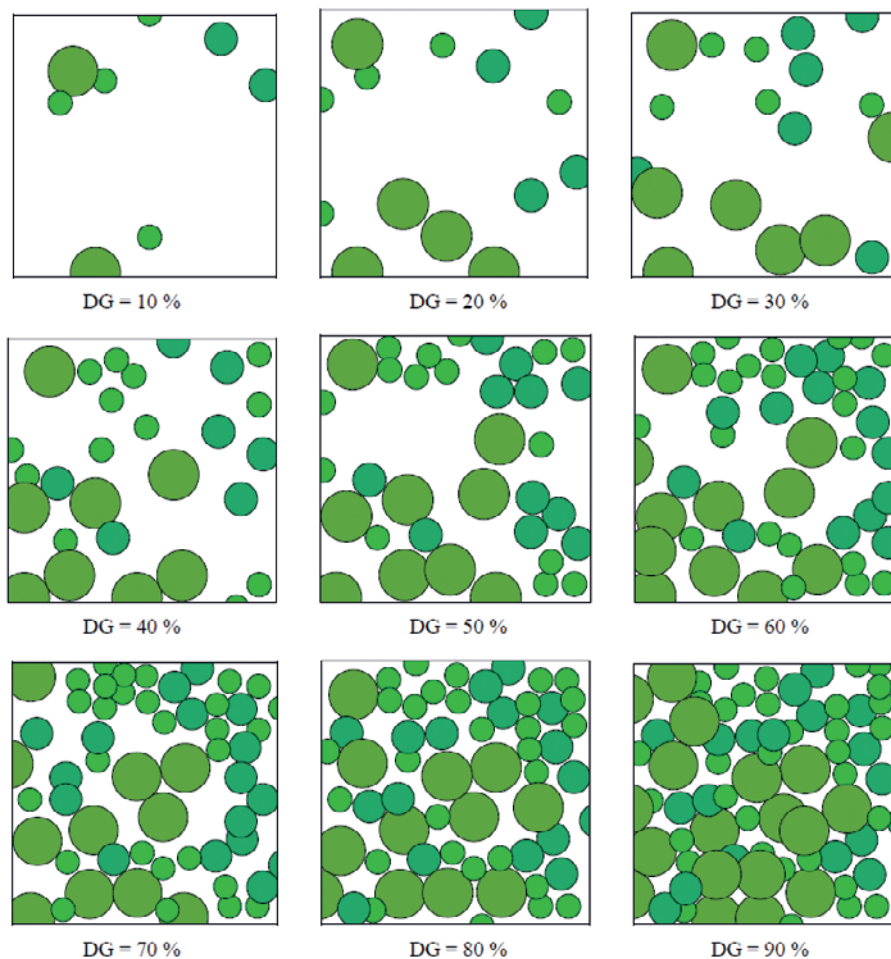 DG = 10 %
DG = 20 %
DG = 30 %
DG = 40 %
DG = 50 %
DG = 60 %
DG = 70 %
DG = 80 %
DG = 90 %